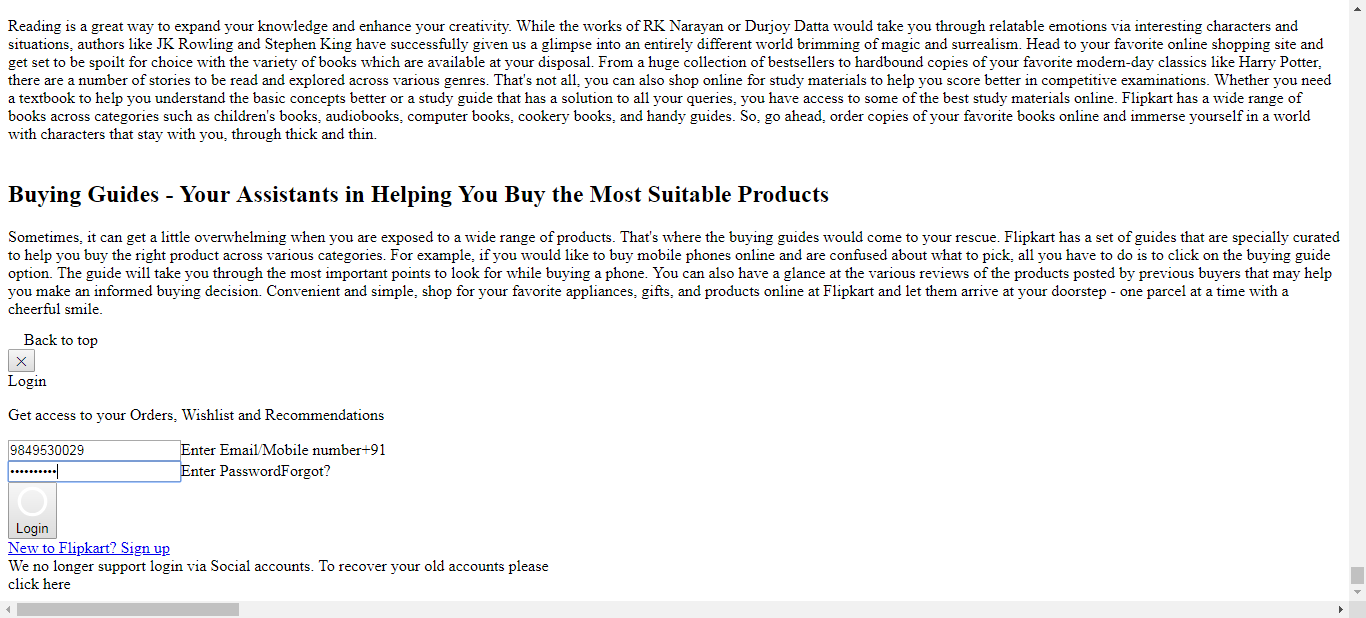 Reading is a great way to expand your knowledge and enhance your creativity. While the works of RK Narayan or Durjoy Datta would take you through relatable emotions via interesting characters and
situations, authors like JK Rowling and Stephen King have successfully given us a glimpse into an entirely different world brimming of magic and surrealism. Head to your favorite online shopping site and
get set to be spoilt for choice with the variety of books which are available at your disposal. From a huge collection of bestsellers to hardbound copies of your favorite modern-day classics like Harry Potter,
there are a number of stories to be read and explored across various genres. That's not all, you can also shop online for study materials to help you score better in competitive examinations. Whether you need
a textbook to help you understand the basic concepts better or a study guide that has a solution to all your queries, you have access to some of the best study materials online. Flipkart has a wide range of
books across categories such as children's books, audiobooks, computer books, cookery books, and handy guides. So, go ahead, order copies of your favorite books online and immerse yourself in a world
with characters that stay with you, through thick and thin.
Buying Guides - Your Assistants in Helping You Buy the Most Suitable Products
Sometimes, it can get a little overwhelming when you are exposed to a wide range of products. That's where the buying guides would come to your rescue. Flipkart has a set of guides that are specially curated
to help you buy the right product across various categories. For example, if you would like to buy mobile phones online and are confused about what to pick, all you have to do is to click on the buying guide
option. The guide will take you through the most important points to look for while buying a phone. You can also have a glance at the various reviews of the products posted by previous buyers that may help
you make an informed buying decision. Convenient and simple, shop for your favorite appliances, gifts, and products online at Flipkart and let them arrive at your doorstep - one parcel at a time with a
cheerful smile.
Back to top
Login
Get access to your Orders, Wishlist and Recommendations
9849530029 Enter Email/Mobile number+91
•••••••••• Enter PasswordForgot?
Login
New to Flipkart? Sign up
We no longer support login via Social accounts. To recover your old accounts please
click here